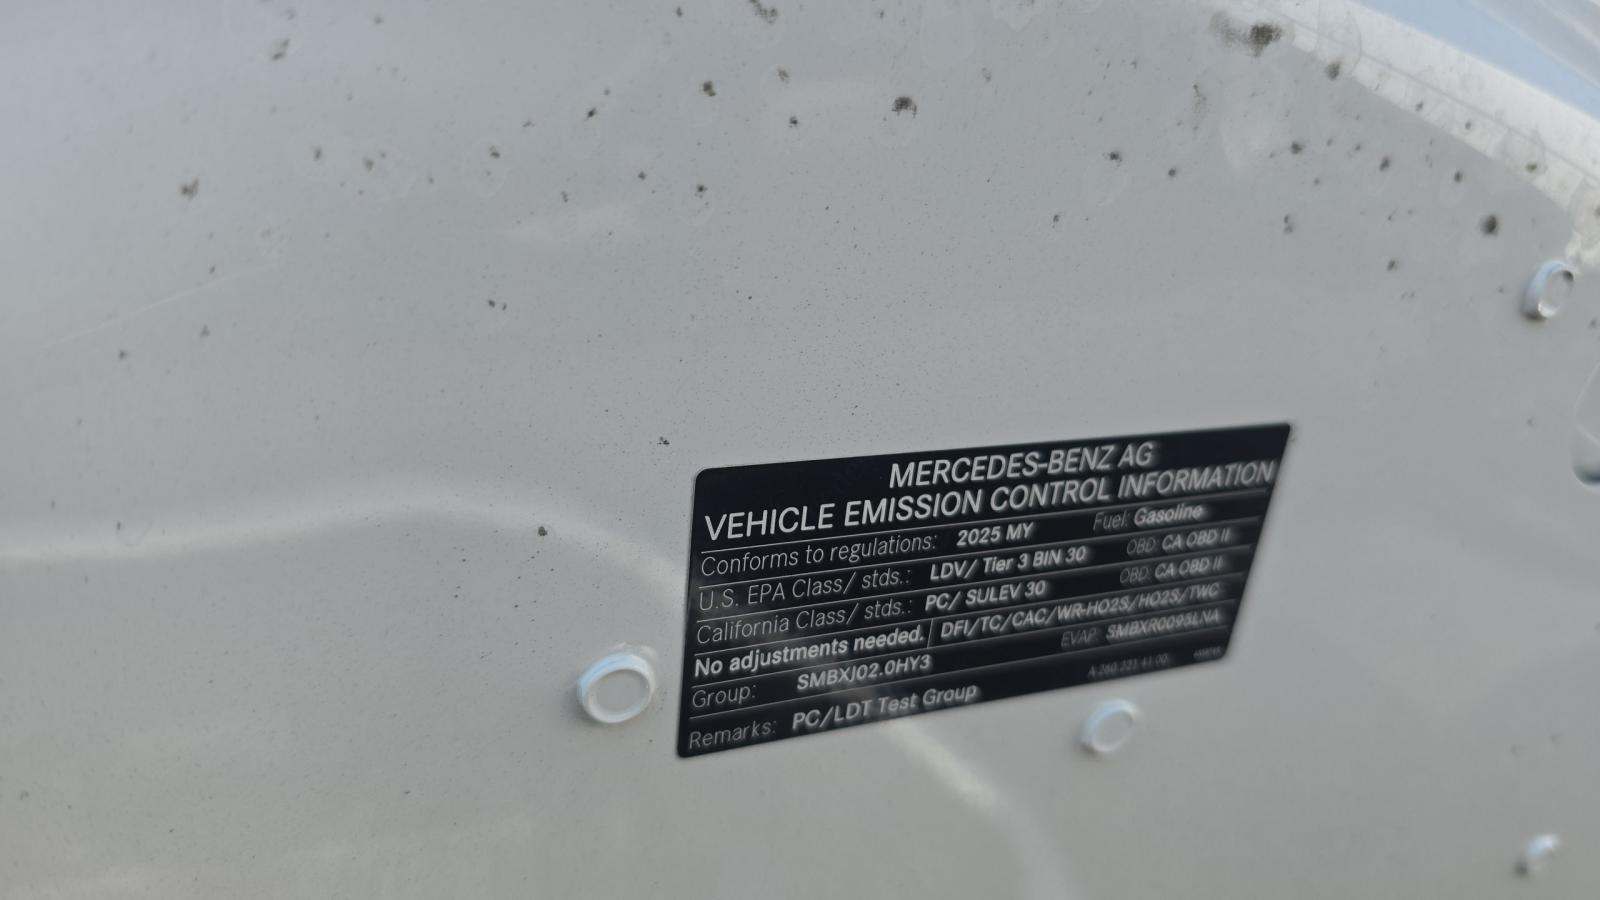 MERCEDES-BENZ AG
VEHICLE EMISSION CONTROL INFORMATION
Conforms to regulations: 2025 MY Fuel: Gasoline
U.S. EPA Class/ stds.: LDV/ Tier 3 BIN 30 OBD: CA OBD II
California Class/ stds.: PC/ SULEV 30 OBD: CA OBD II
No adjustments needed. DFI/TC/CAC/WR-HO2S/HO2S/TWC
Group: SMBXJ02.0HY3 EVAP: SMBXR0095LNA
Remarks: PC/LDT Test Group